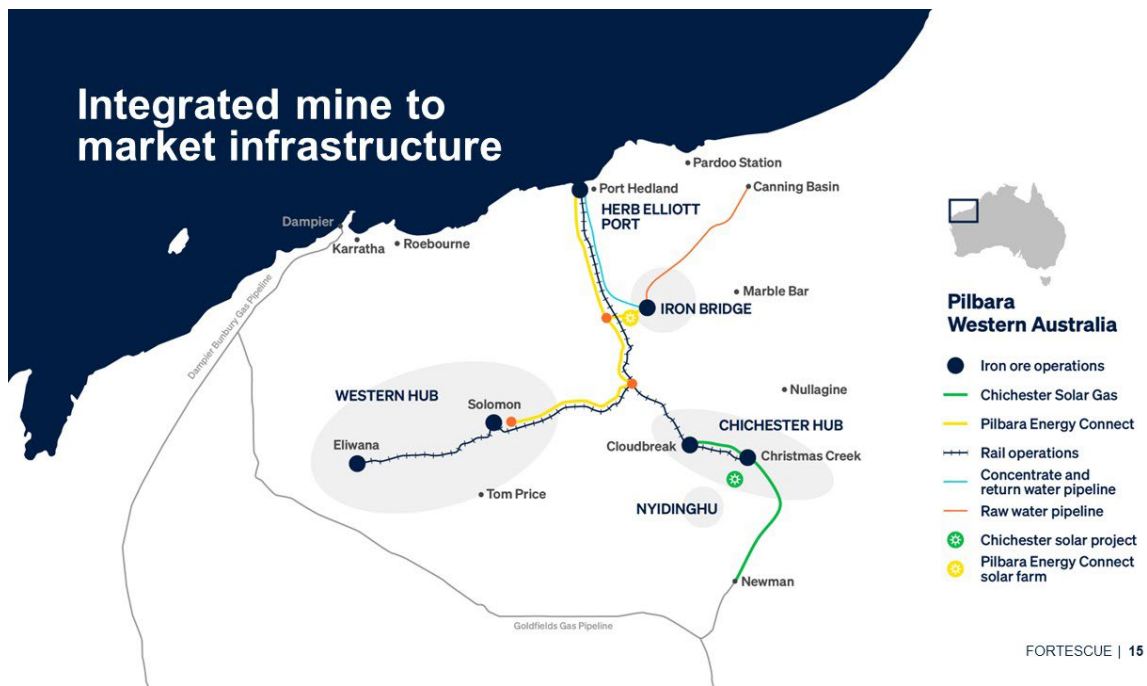 Integrated mine to
market infrastructure
Pardoo Station
Port Hedland
Canning Basin
HERB ELLIOTT
PORT
Dampier
Karratha
Roebourne
Marble Bar
IRON BRIDGE
Dampier Bunbury Gas Pipeline
WESTERN HUB
Solomon
Nullagine
CHICHESTER HUB
Eliwana
Cloudbreak
Christmas Creek
Tom Price
NYIDINGHU
Newman
Goldfields Gas Pipeline
Pilbara
Western Australia
Iron ore operations
Chichester Solar Gas
Pilbara Energy Connect
Rail operations
Concentrate and
return water pipeline
Raw water pipeline
Chichester solar project
Pilbara Energy Connect
solar farm
FORTESCUE | 15